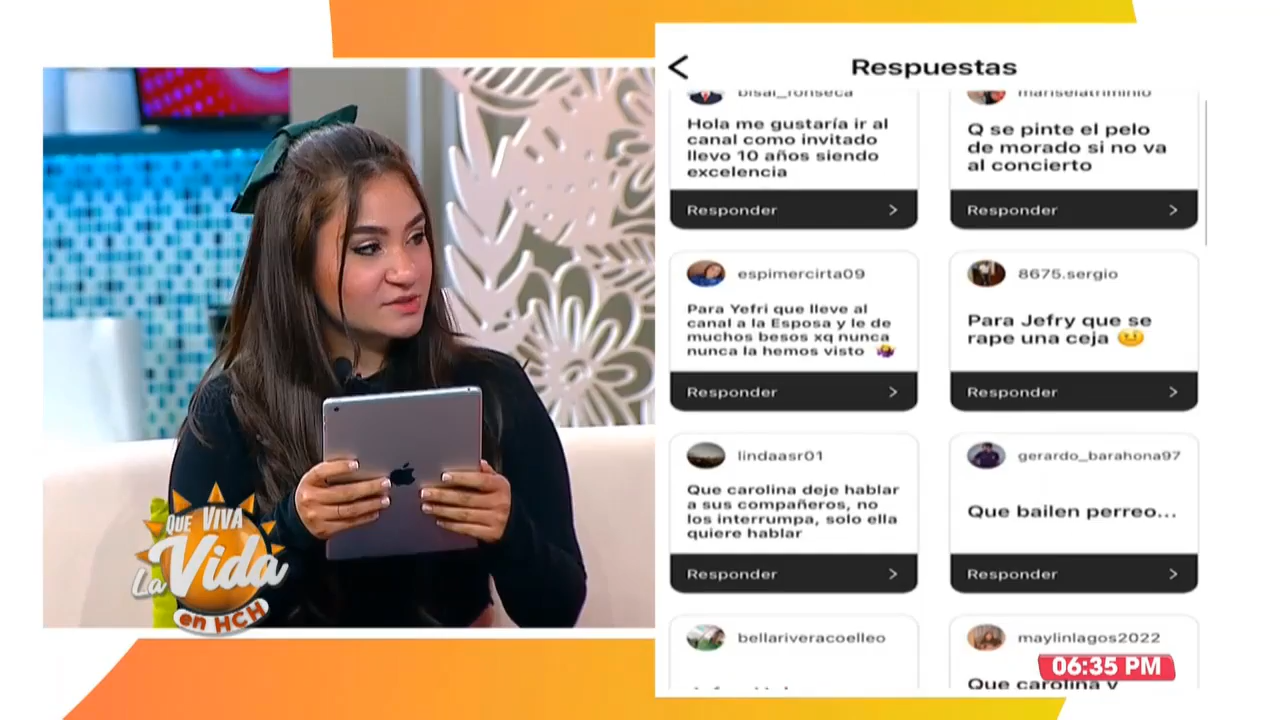 Respuestas
bisai_fonseca
Hola me gustaría ir al
canal como invitado
llevo 10 años siendo
excelencia
Responder
mariselatriminio
Q se pinte el pelo
de morado si no va
al concierto
Responder
espimercirta09
Para Yefri que lleve al
canal a la Esposa y le de
muchos besos xq nunca
nunca la hemos visto 🤷‍♀️
Responder
8675.sergio
Para Jefry que se
rape una ceja 🤨
Responder
lindaasr01
Que carolina deje hablar
a sus compañeros, no
los interrumpa, solo ella
quiere hablar
Responder
gerardo_barahona97
Que bailen perreo...
Responder
bellariveracoelleo
maylinlagos2022
Que carolina y
QUE VIVA
La Vida
en HCH
06:35 PM